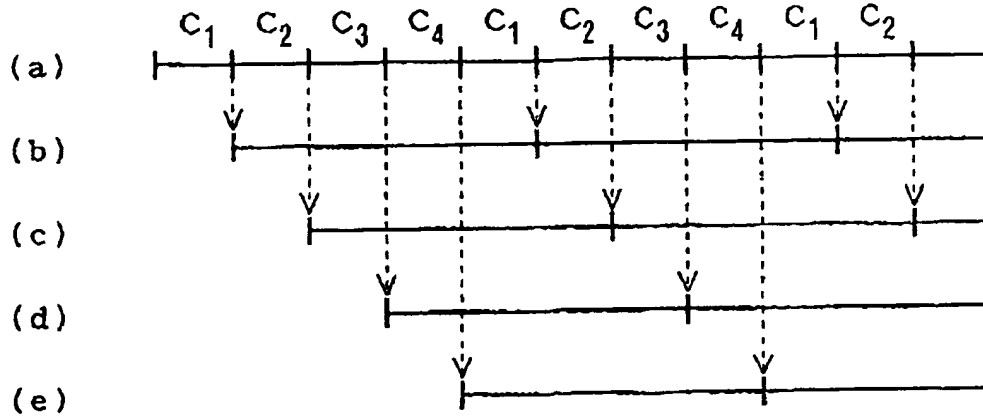 C₁ C₂ C₃ C₄ C₁ C₂ C₃ C₄ C₁ C₂
(a)
(b)
(c)
(d)
(e)